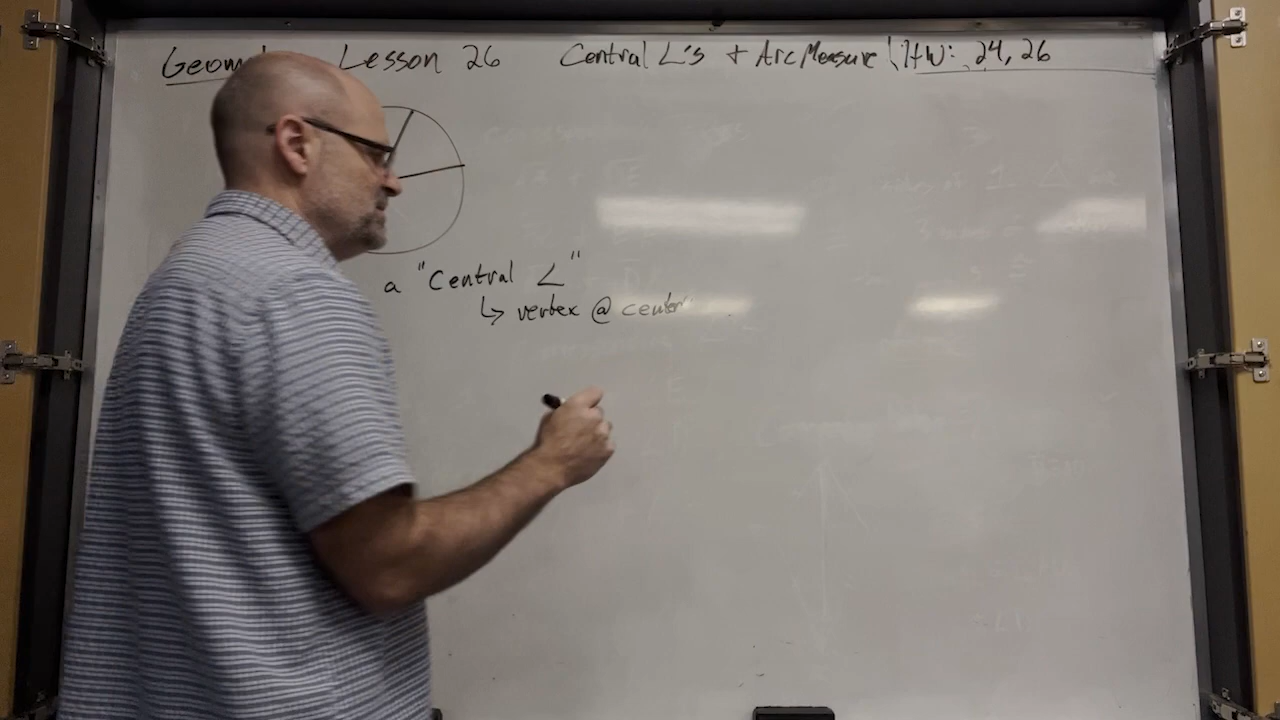 Geom Lesson 26 Central ∠'s + Arc Measure | HW: 24, 26
a "Central ∠"
↳ vertex @ center